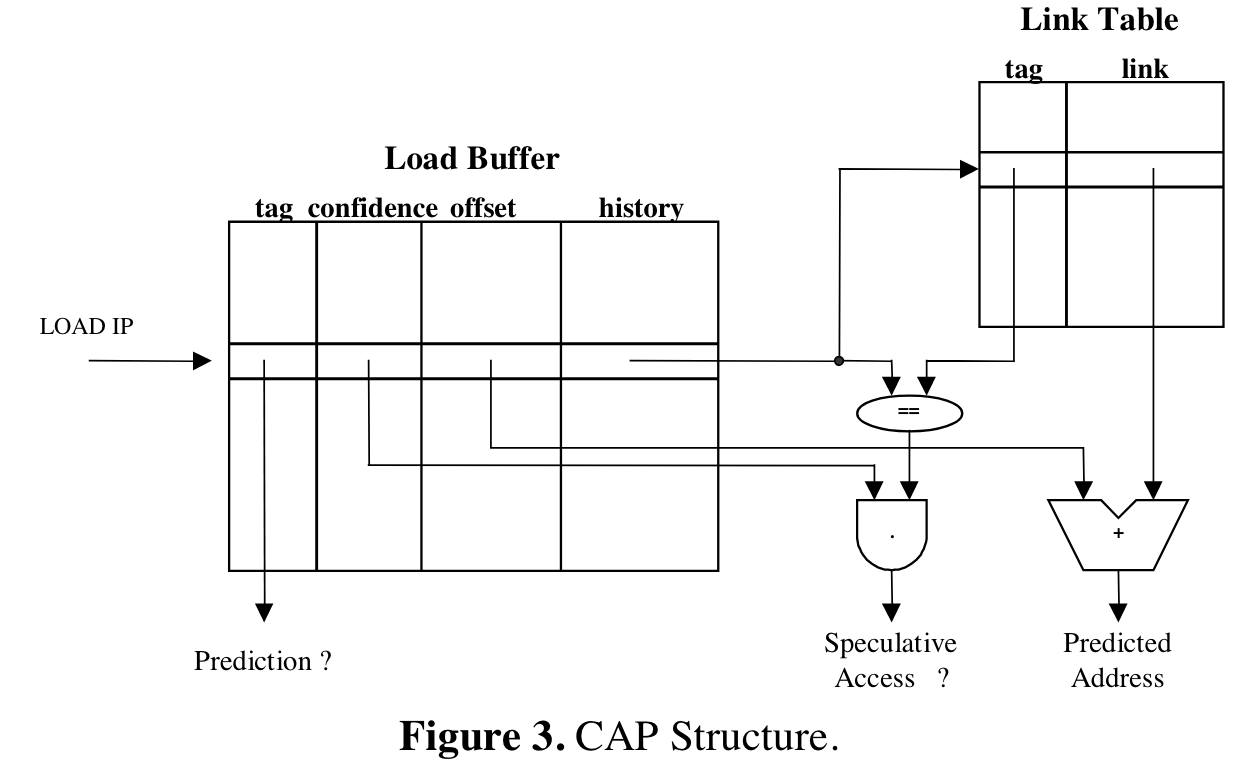 Link Table
tag link
Load Buffer
tag confidence offset history
LOAD IP
==
.
+
Prediction ?
Speculative
Access ?
Predicted
Address
Figure 3. CAP Structure.